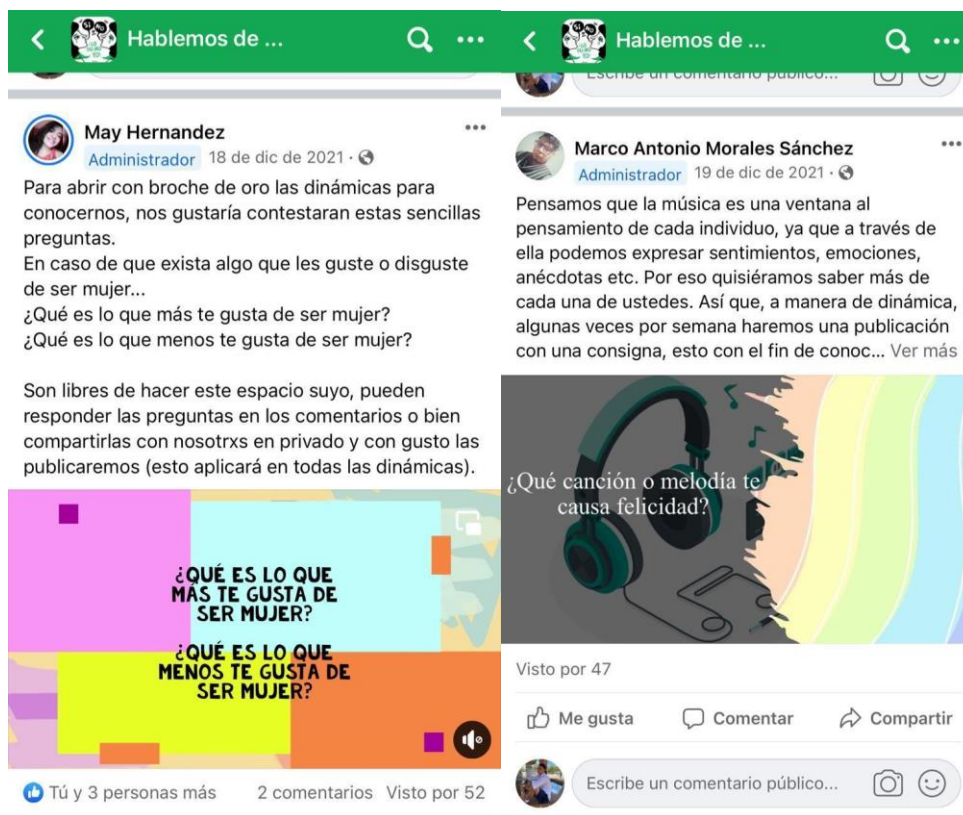 Hablemos de ...
May Hernandez
Administrador 18 de dic de 2021 ·
Para abrir con broche de oro las dinámicas para
conocernos, nos gustaría contestaran estas sencillas
preguntas.
En caso de que exista algo que les guste o disguste
de ser mujer...
¿Qué es lo que más te gusta de ser mujer?
¿Qué es lo que menos te gusta de ser mujer?
Son libres de hacer este espacio suyo, pueden
responder las preguntas en los comentarios o bien
compartirlas con nosotrxs en privado y con gusto las
publicaremos (esto aplicará en todas las dinámicas).
¿QUÉ ES LO QUE
MÁS TE GUSTA DE
SER MUJER?
¿QUÉ ES LO QUE
MENOS TE GUSTA DE
SER MUJER?
Tú y 3 personas más 2 comentarios Visto por 52
Hablemos de ...
Escribe un comentario público...
Marco Antonio Morales Sánchez
Administrador 19 de dic de 2021 ·
Pensamos que la música es una ventana al
pensamiento de cada individuo, ya que a través de
ella podemos expresar sentimientos, emociones,
anécdotas etc. Por eso quisiéramos saber más de
cada una de ustedes. Así que, a manera de dinámica,
algunas veces por semana haremos una publicación
con una consigna, esto con el fin de conoc... Ver más
¿Qué canción o melodía te
causa felicidad?
Visto por 47
Me gusta Comentar Compartir
Escribe un comentario público...